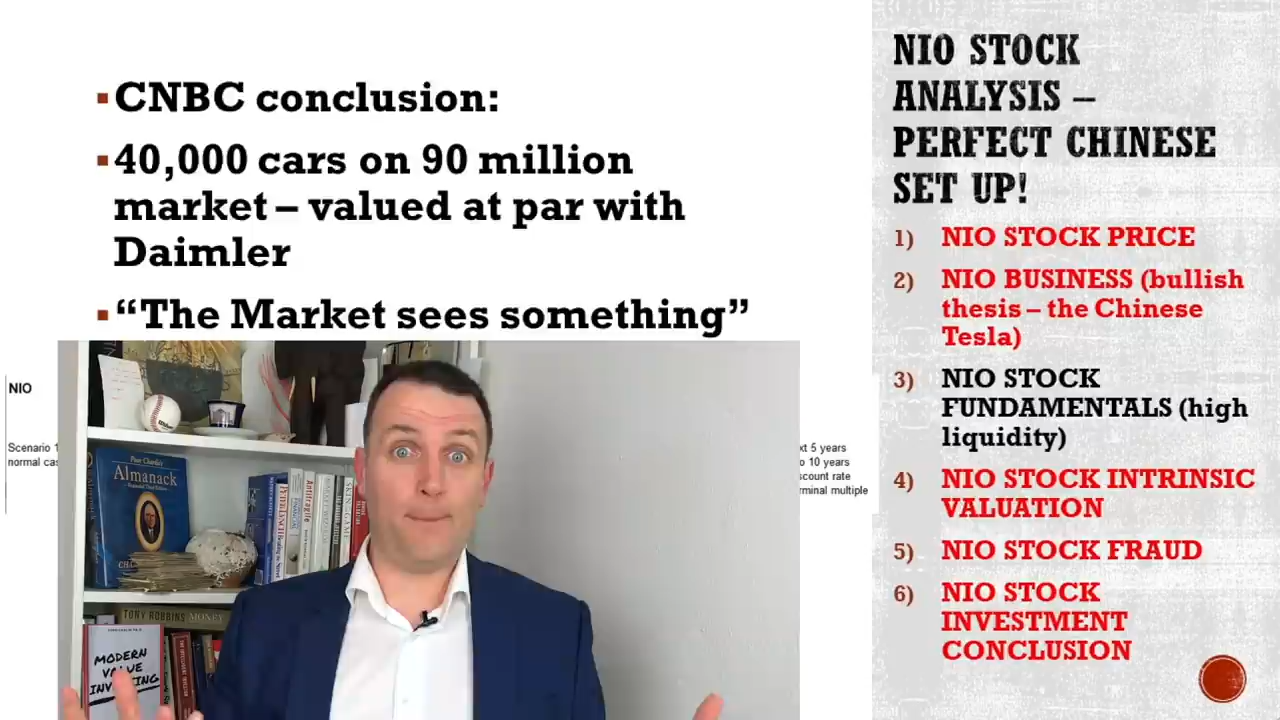 CNBC conclusion:
40,000 cars on 90 million
market – valued at par with
Daimler
“The Market sees something”
NIO
Scenario 1
normal cas
xt 5 years
o 10 years
scount rate
rminal multiple
Poor Charlie's
Almanack
TONY ROBBINS MONEY
MODERN
VALUE
INVESTING
NIO STOCK
ANALYSIS –
PERFECT CHINESE
SET UP!
1) NIO STOCK PRICE
2) NIO BUSINESS (bullish
thesis – the Chinese
Tesla)
3) NIO STOCK
FUNDAMENTALS (high
liquidity)
4) NIO STOCK INTRINSIC
VALUATION
5) NIO STOCK FRAUD
6) NIO STOCK
INVESTMENT
CONCLUSION